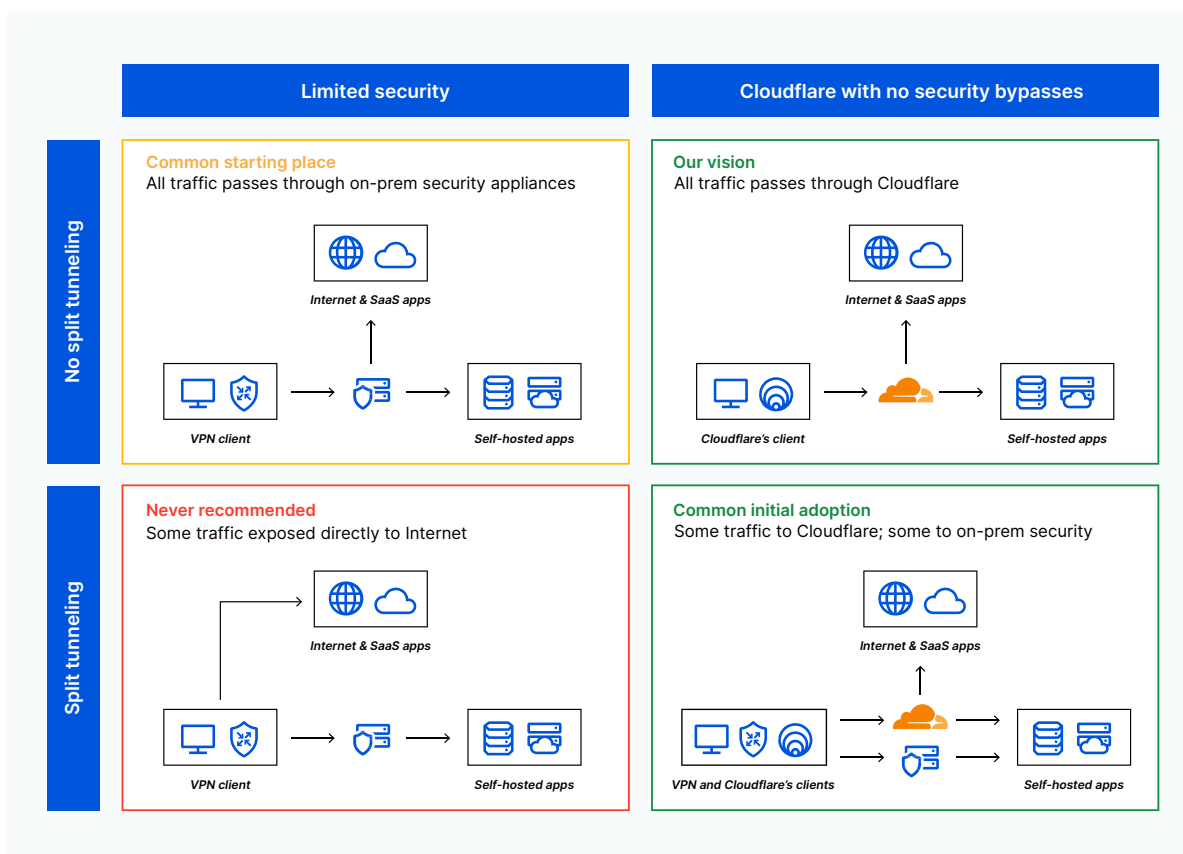 Limited security
Cloudflare with no security bypasses
No split tunneling
Common starting place
All traffic passes through on-prem security appliances
Internet & SaaS apps
VPN client
Self-hosted apps
Our vision
All traffic passes through Cloudflare
Internet & SaaS apps
Cloudflare's client
Self-hosted apps
Split tunneling
Never recommended
Some traffic exposed directly to Internet
Internet & SaaS apps
VPN client
Self-hosted apps
Common initial adoption
Some traffic to Cloudflare; some to on-prem security
Internet & SaaS apps
VPN and Cloudflare's clients
Self-hosted apps